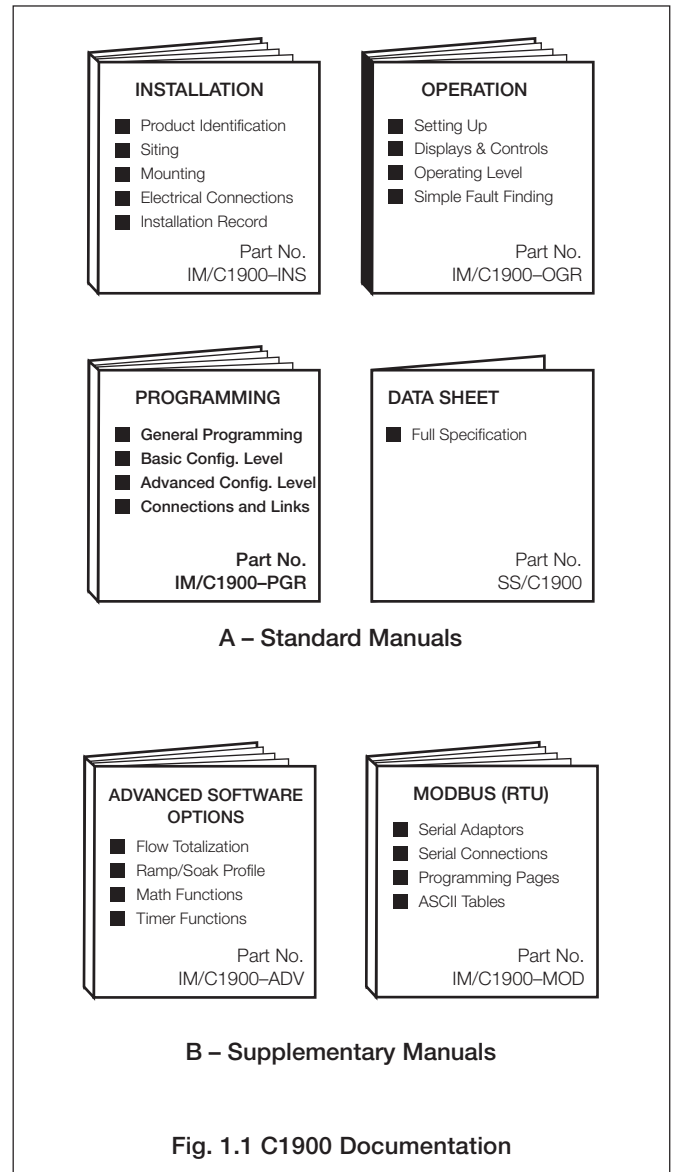 INSTALLATION
Product Identification
Siting
Mounting
Electrical Connections
Installation Record
Part No.
IM/C1900–INS
OPERATION
Setting Up
Displays & Controls
Operating Level
Simple Fault Finding
Part No.
IM/C1900–OGR
PROGRAMMING
General Programming
Basic Config. Level
Advanced Config. Level
Connections and Links
Part No.
IM/C1900–PGR
DATA SHEET
Full Specification
Part No.
SS/C1900
A – Standard Manuals
ADVANCED SOFTWARE
OPTIONS
Flow Totalization
Ramp/Soak Profile
Math Functions
Timer Functions
Part No.
IM/C1900–ADV
MODBUS (RTU)
Serial Adaptors
Serial Connections
Programming Pages
ASCII Tables
Part No.
IM/C1900–MOD
B – Supplementary Manuals
Fig. 1.1 C1900 Documentation